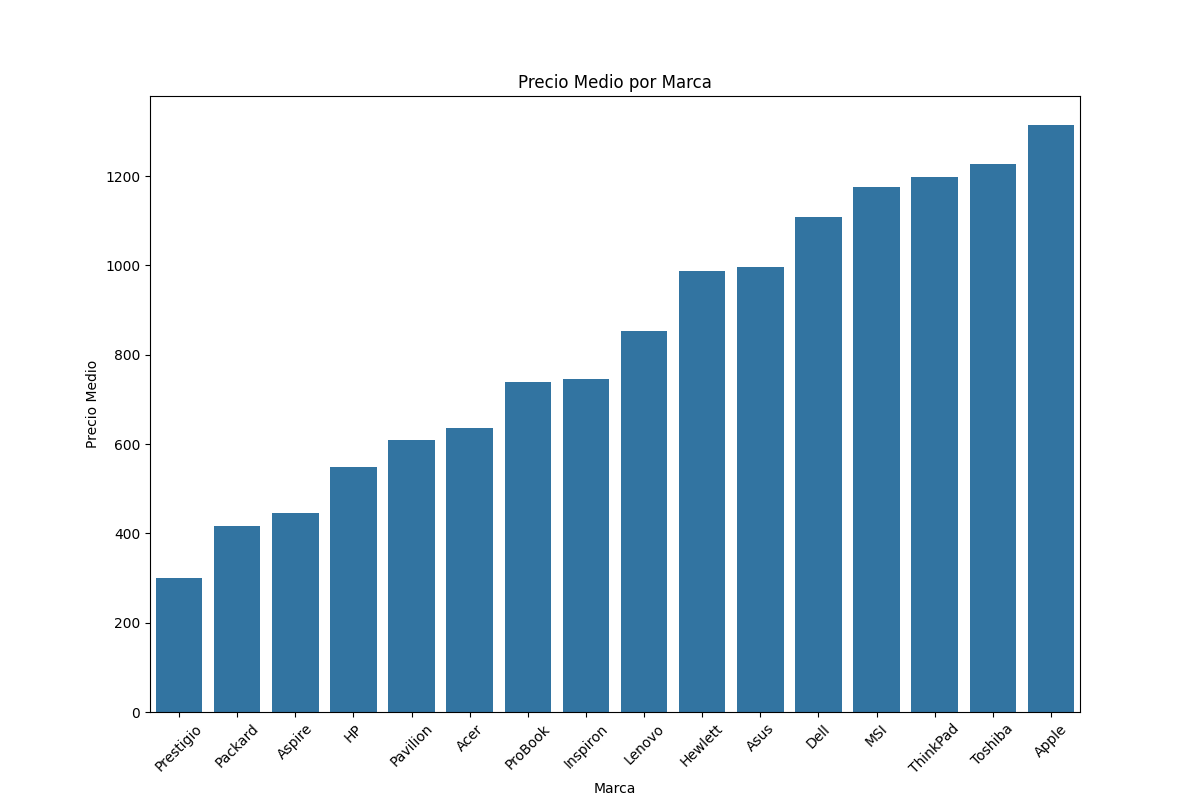 Precio Medio por Marca
Precio Medio
1200
1000
800
600
400
200
0
Prestigio
Packard
Aspire
HP
Pavilion
Acer
ProBook
Inspiron
Lenovo
Hewlett
Asus
Dell
MSI
ThinkPad
Toshiba
Apple
Marca